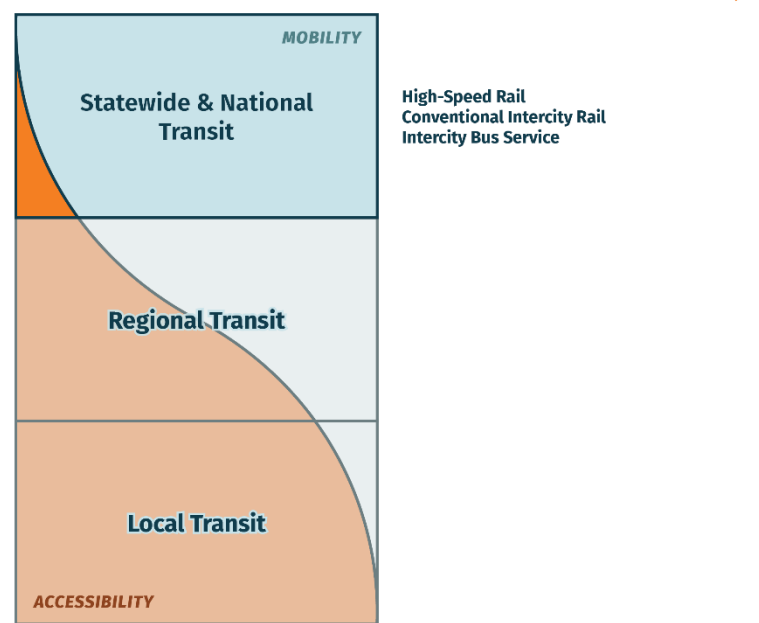 MOBILITY
Statewide & National
Transit
High-Speed Rail
Conventional Intercity Rail
Intercity Bus Service
Regional Transit
Local Transit
ACCESSIBILITY